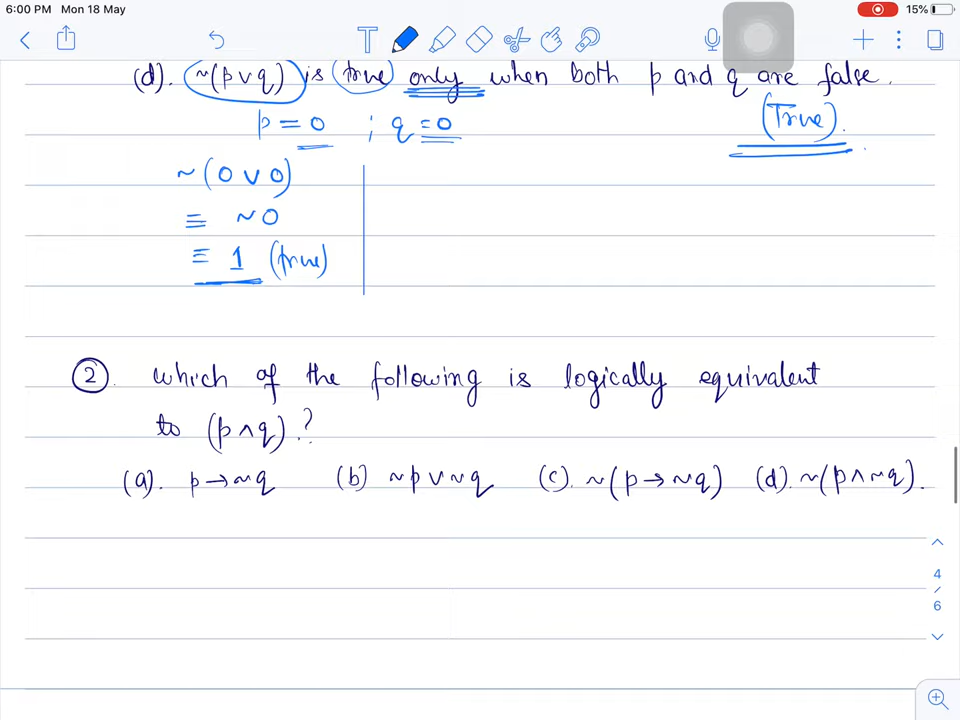 6:00 PM Mon 18 May
15%
(d). ~(p∨q) is true only when both p and q are false.
p = 0 ; q = 0
(True).
~(0 ∨ 0)
≡ ~0
≡ 1 (true)
2. which of the following is logically equivalent
to (p∧q)?
(a). p→~q (b) ~p∨~q (c). ~(p→~q) (d). ~(p∧~q).
4
/
6